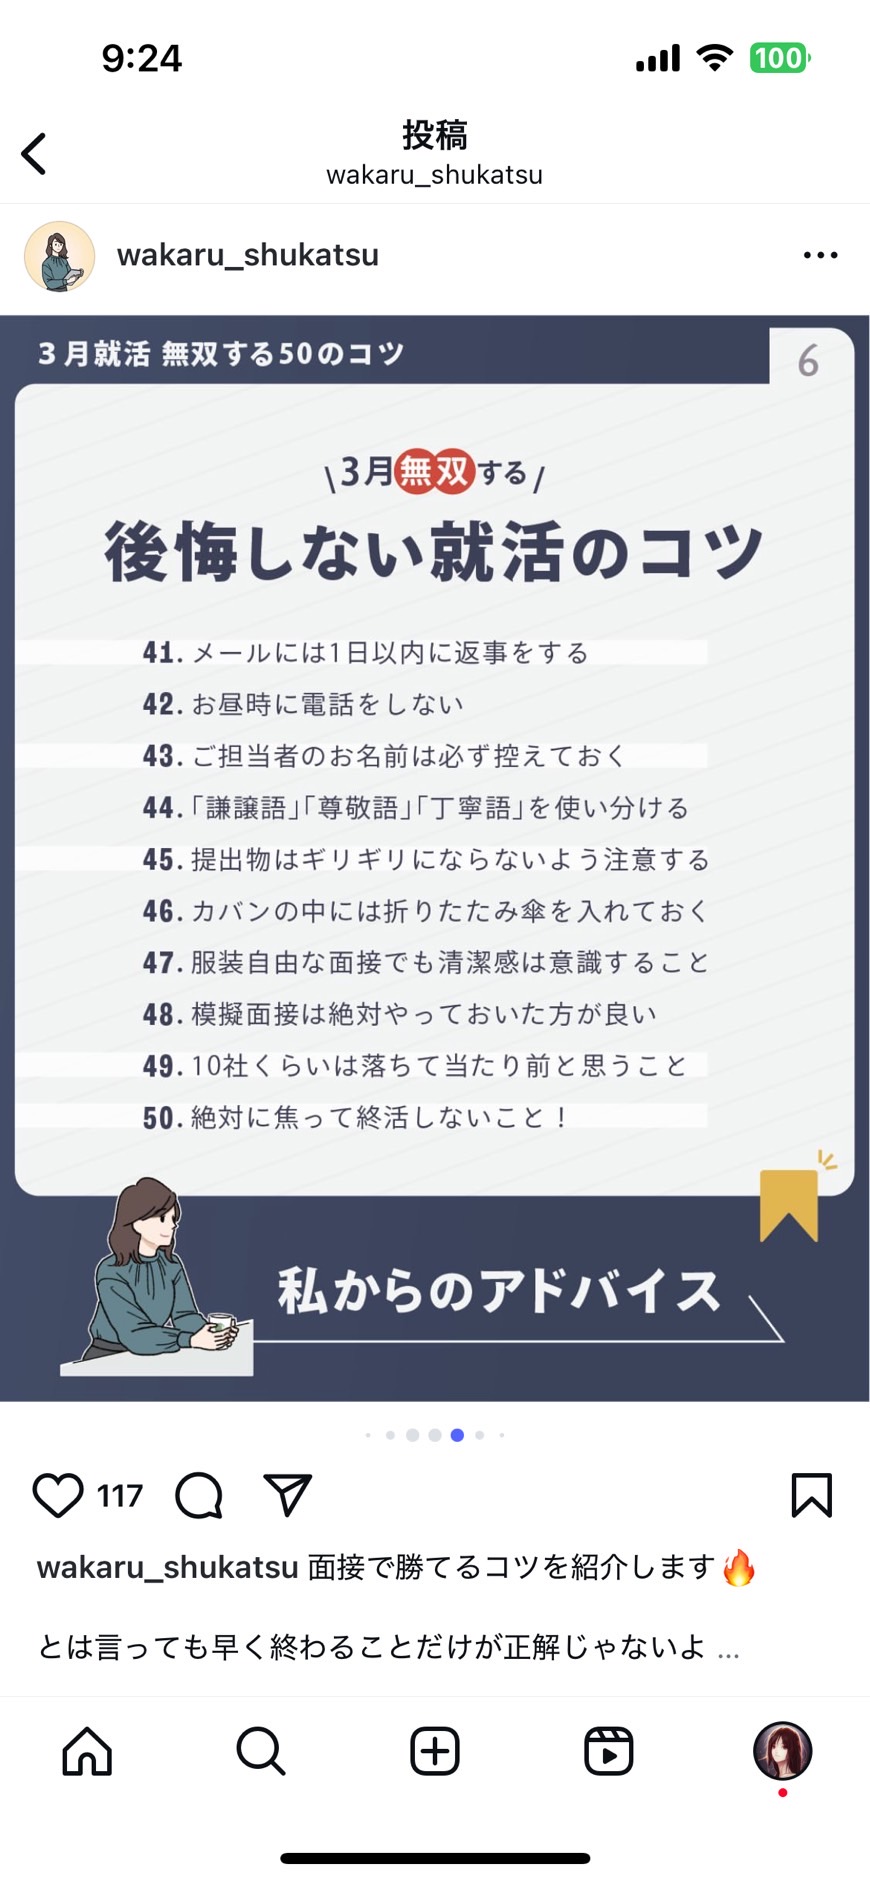 9:24
100
投稿
wakaru_shukatsu
wakaru_shukatsu
3月就活 無双する50のコツ
6
\3月無双する/
後悔しない就活のコツ
41. メールには1日以内に返事をする
42. お昼時に電話をしない
43. ご担当者のお名前は必ず控えておく
44.「謙譲語」「尊敬語」「丁寧語」を使い分ける
45. 提出物はギリギリにならないよう注意する
46. カバンの中には折りたたみ傘を入れておく
47. 服装自由な面接でも清潔感は意識すること
48. 模擬面接は絶対やっておいた方が良い
49. 10社くらいは落ちて当たり前と思うこと
50. 絶対に焦って終活しないこと！
私からのアドバイス
117
wakaru_shukatsu 面接で勝てるコツを紹介します🔥
とは言っても早く終わることだけが正解じゃないよ ...